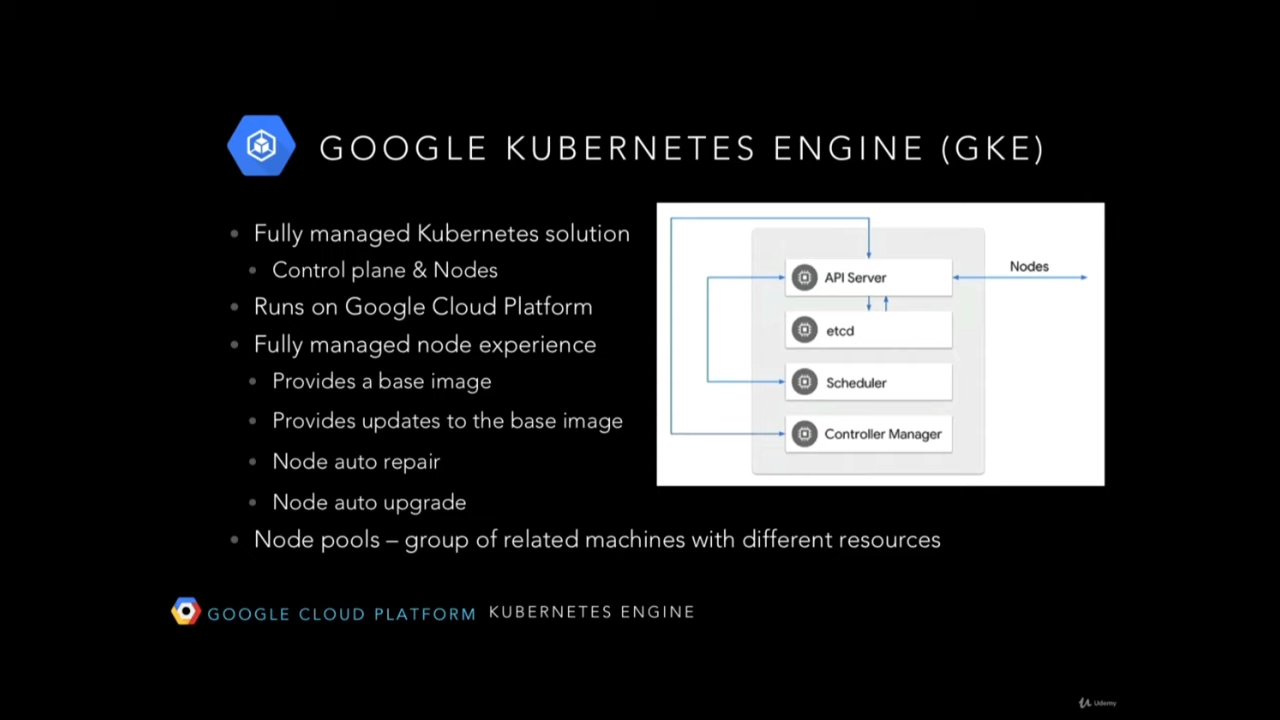 GOOGLE KUBERNETES ENGINE (GKE)
Fully managed Kubernetes solution
Control plane & Nodes
Runs on Google Cloud Platform
Fully managed node experience
Provides a base image
Provides updates to the base image
Node auto repair
Node auto upgrade
Node pools – group of related machines with different resources
API Server
Nodes
etcd
Scheduler
Controller Manager
GOOGLE CLOUD PLATFORM KUBERNETES ENGINE
Udemy